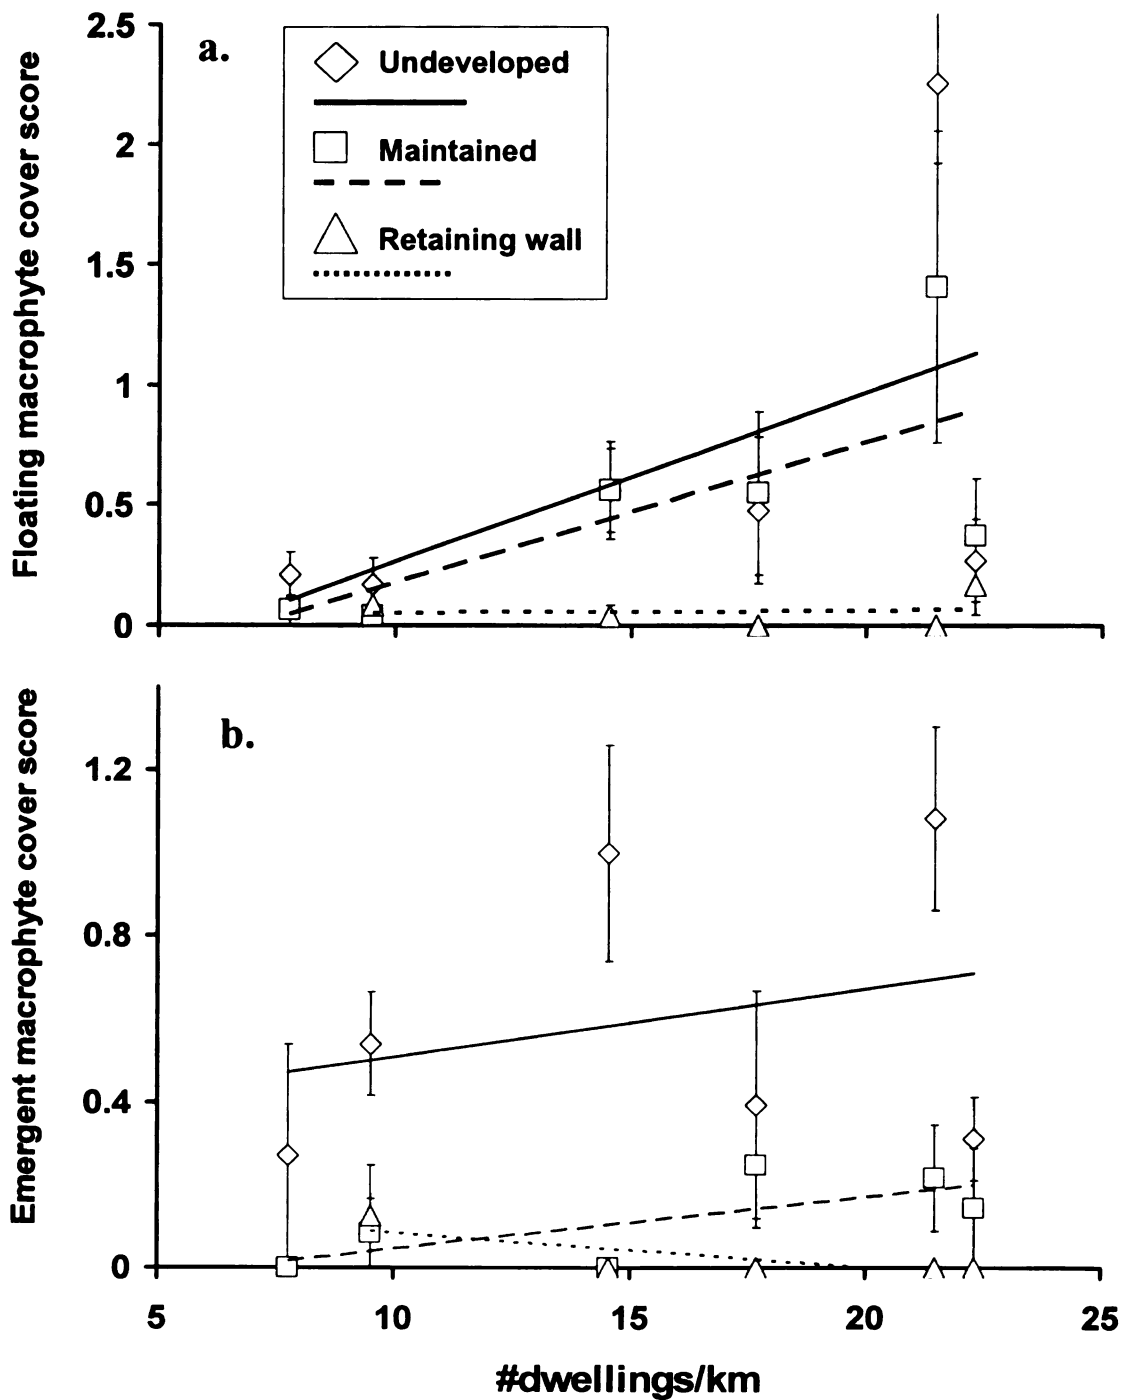 a.
Undeveloped
Maintained
Retaining wall
Floating macrophyte cover score
2.5
2
1.5
1
0.5
0
b.
Emergent macrophyte cover score
1.2
0.8
0.4
0
5 10 15 20 25
#dwellings/km